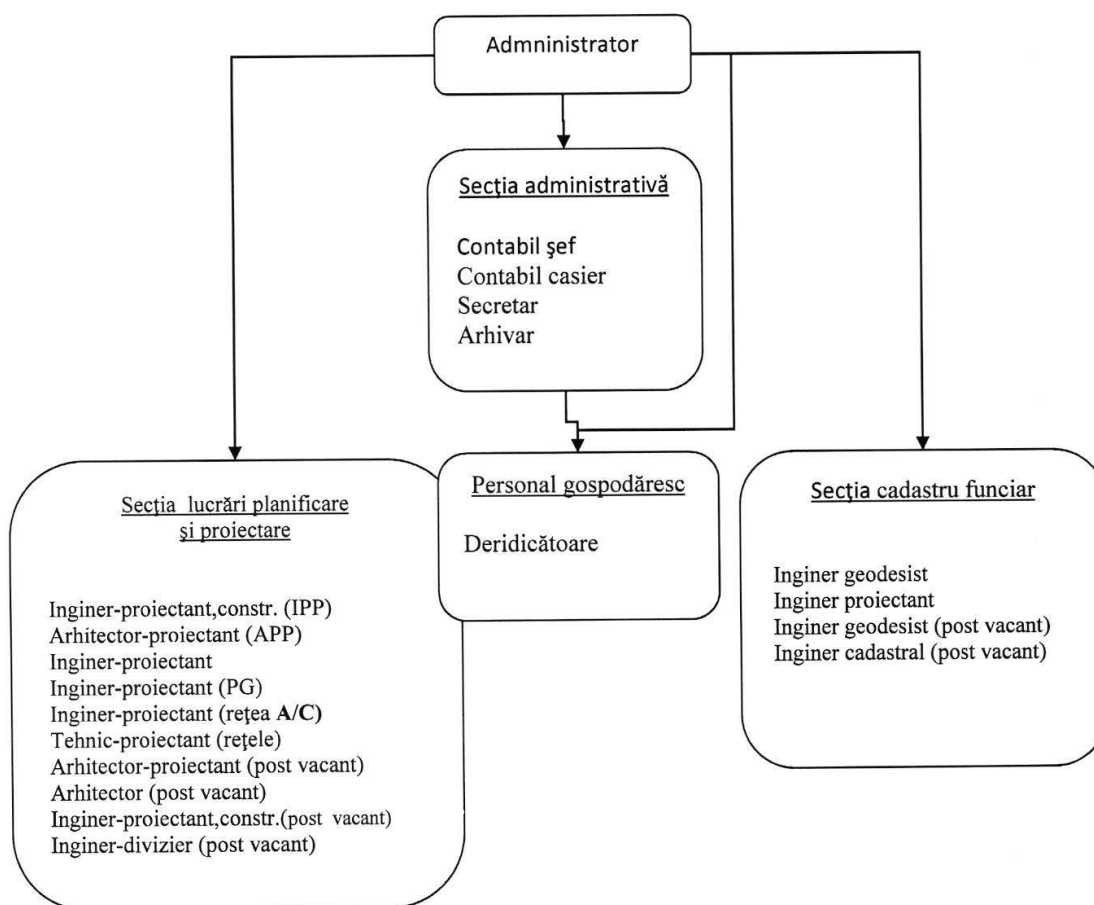 Admninistrator
Secţia administrativă
Contabil şef
Contabil casier
Secretar
Arhivar
Secţia lucrări planificare
şi proiectare
Inginer-proiectant,constr. (IPP)
Arhitector-proiectant (APP)
Inginer-proiectant
Inginer-proiectant (PG)
Inginer-proiectant (reţea A/C)
Tehnic-proiectant (reţele)
Arhitector-proiectant (post vacant)
Arhitector (post vacant)
Inginer-proiectant,constr.(post vacant)
Inginer-divizier (post vacant)
Personal gospodăresc
Deridicătoare
Secţia cadastru funciar
Inginer geodesist
Inginer proiectant
Inginer geodesist (post vacant)
Inginer cadastral (post vacant)